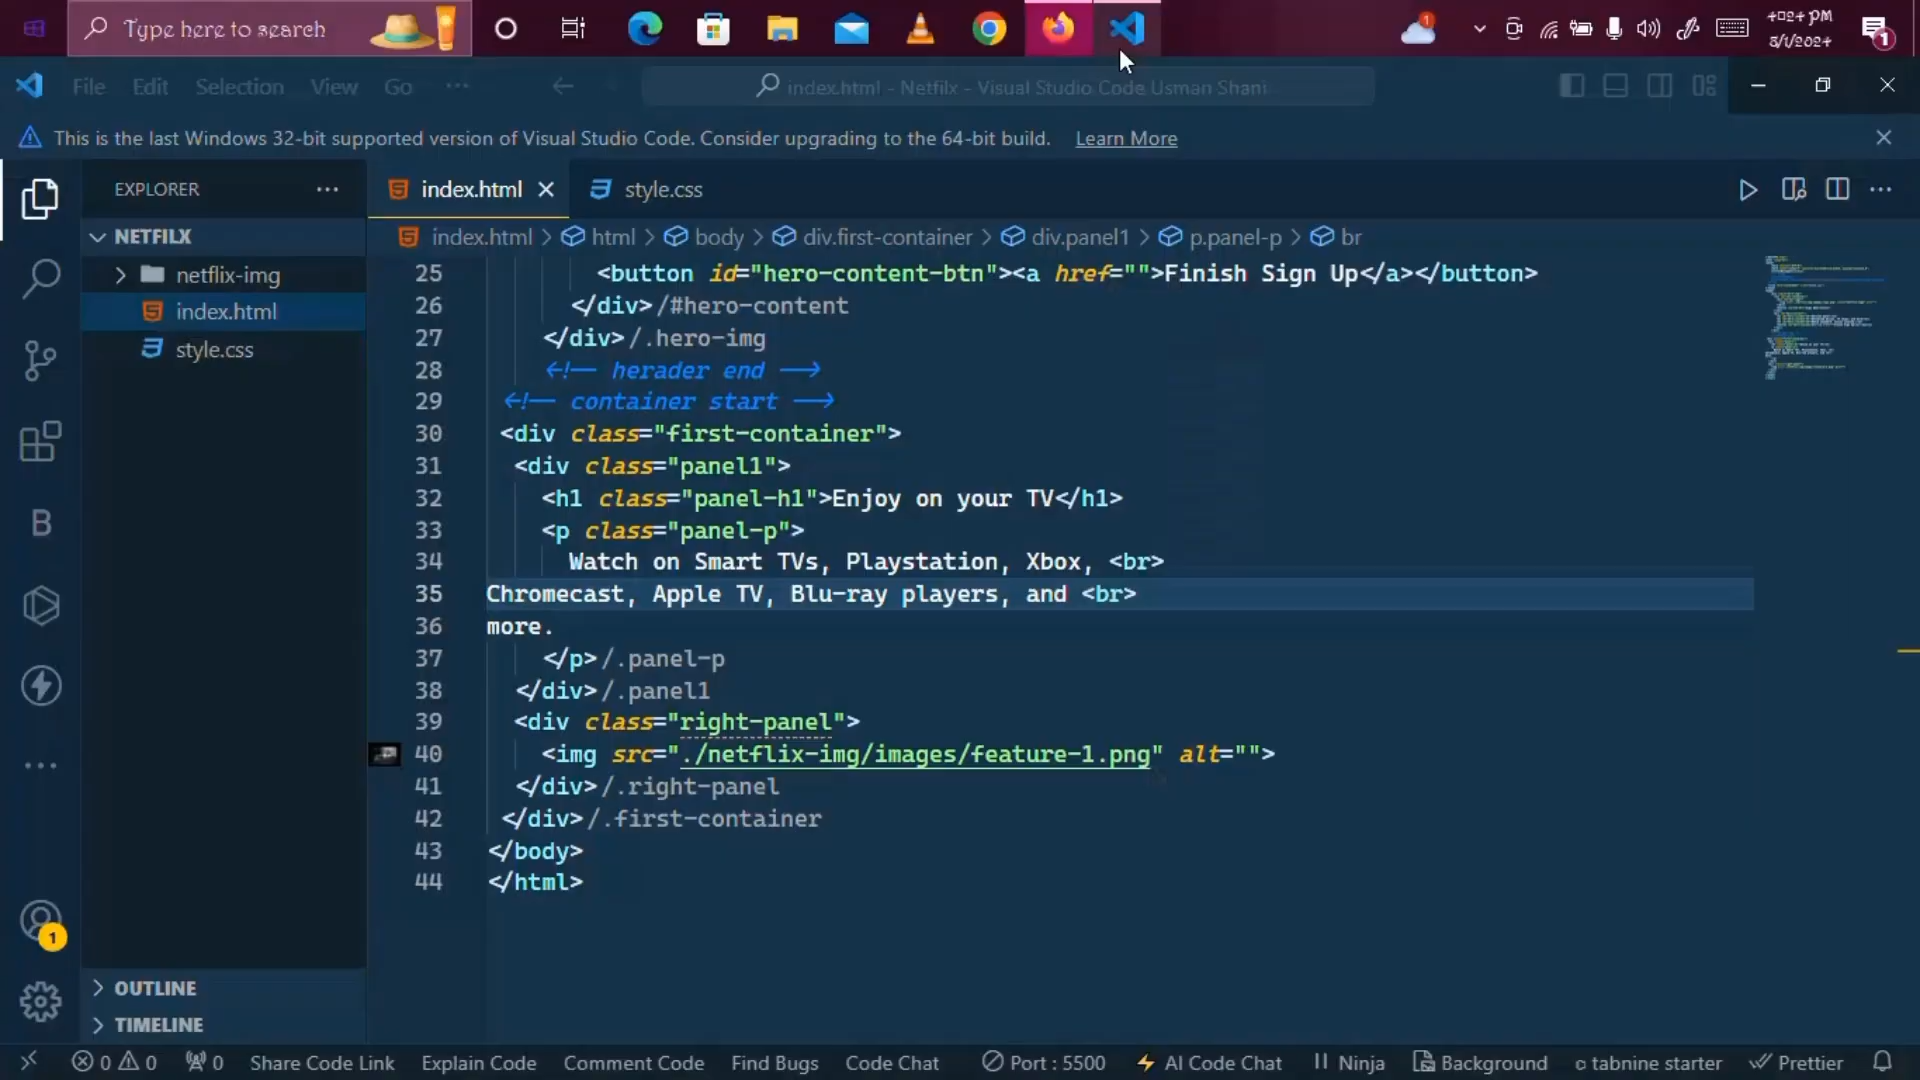 Type here to search
1
4:24 PM
1
File Edit Selection View Go ···
index.html - Netfilx - Visual Studio Code Usman Shani
This is the last Windows 32-bit supported version of Visual Studio Code. Consider upgrading to the 64-bit build. Learn More
EXPLORER ···
index.html
style.css
NETFILX
index.html > html > body > div.first-container > div.panel1 > p.panel-p > br
netflix-img
index.html
style.css
25 <button id="hero-content-btn"><a href="">Finish Sign Up</a></button>
26 </div>/#hero-content
27 </div>/.hero-img
28 <!-- herader end -->
29 <!-- container start -->
30 <div class="first-container">
31 <div class="panel1">
32 <h1 class="panel-h1">Enjoy on your TV</h1>
33 <p class="panel-p">
34 Watch on Smart TVs, Playstation, Xbox, <br>
35 Chromecast, Apple TV, Blu-ray players, and <br>
36 more.
37 </p>/.panel-p
38 </div>/.panel1
39 <div class="right-panel">
40 <img src="./netflix-img/images/feature-1.png" alt="">
41 </div>/.right-panel
42 </div>/.first-container
43 </body>
44 </html>
B
1
OUTLINE
TIMELINE
0 0 0 Share Code Link Explain Code Comment Code Find Bugs Code Chat Port : 5500 AI Code Chat Ninja Background tabnine starter Prettier